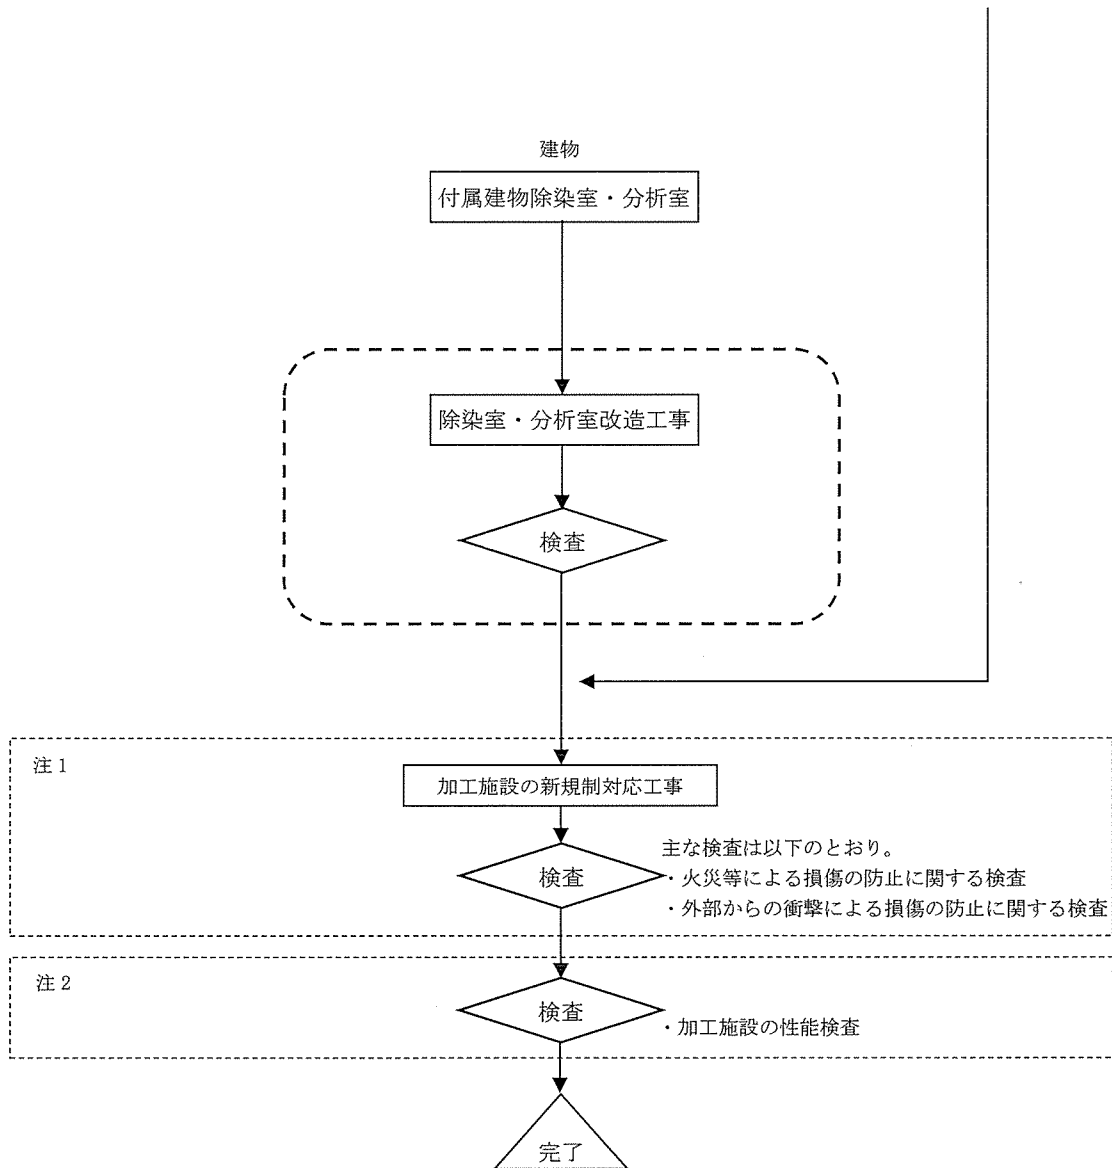 建物
付属建物除染室・分析室
除染室・分析室改造工事
検査
注1
加工施設の新規制対応工事
検査
主な検査は以下のとおり。
・火災等による損傷の防止に関する検査
・外部からの衝撃による損傷の防止に関する検査
注2
検査
・加工施設の性能検査
完了